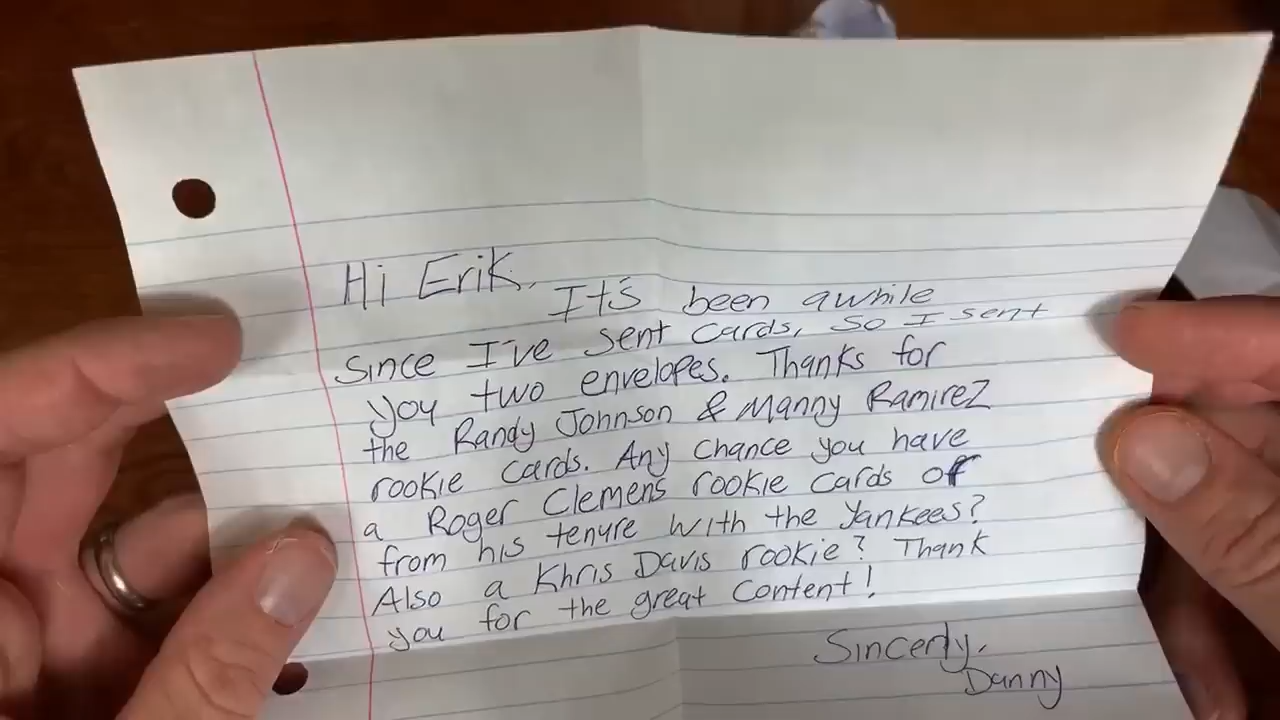 Hi Erik,
It's been awhile
Since I've sent cards, so I sent
you two envelopes. Thanks for
the Randy Johnson & Manny Ramirez
rookie cards. Any chance you have
a Roger Clemens rookie cards of
from his tenure with the Yankees?
Also a Khris Davis rookie? Thank
you for the great content!
Sincerly,
Danny